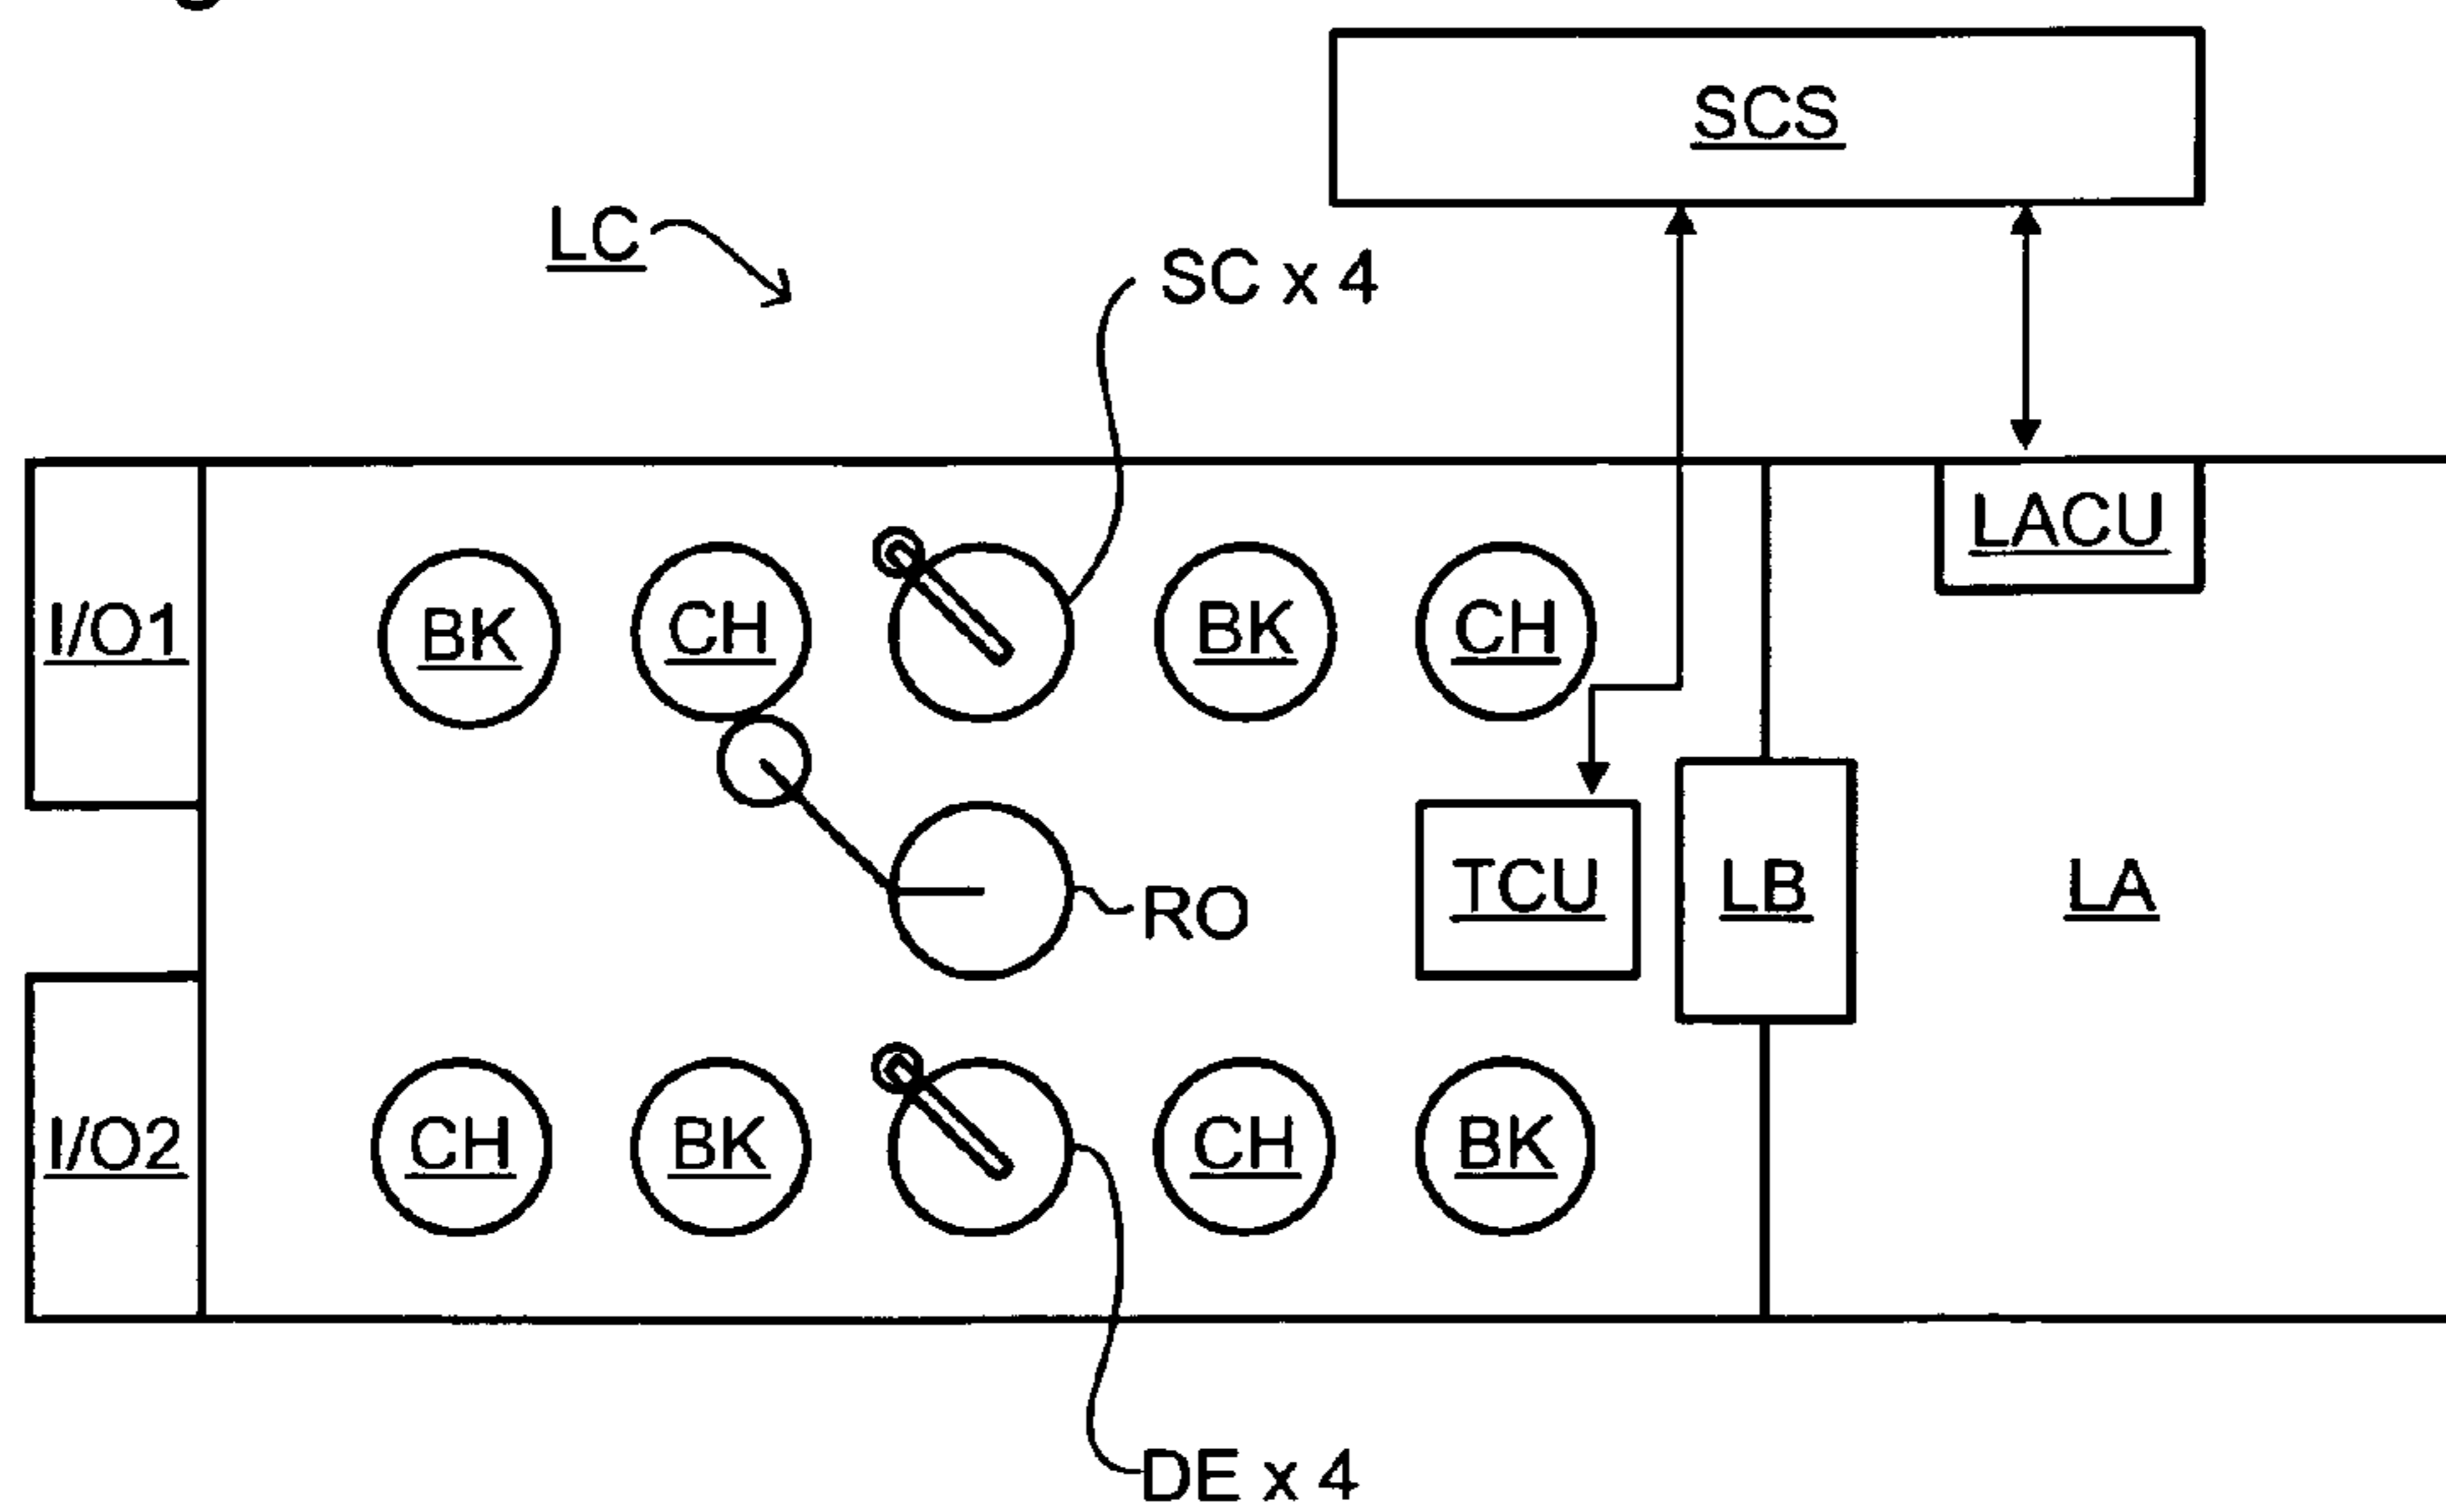 SCS
LC
SC x 4
LACU
I/O1
BK
CH
BK
CH
RO
TCU
LB
LA
I/O2
CH
BK
CH
BK
DE x 4